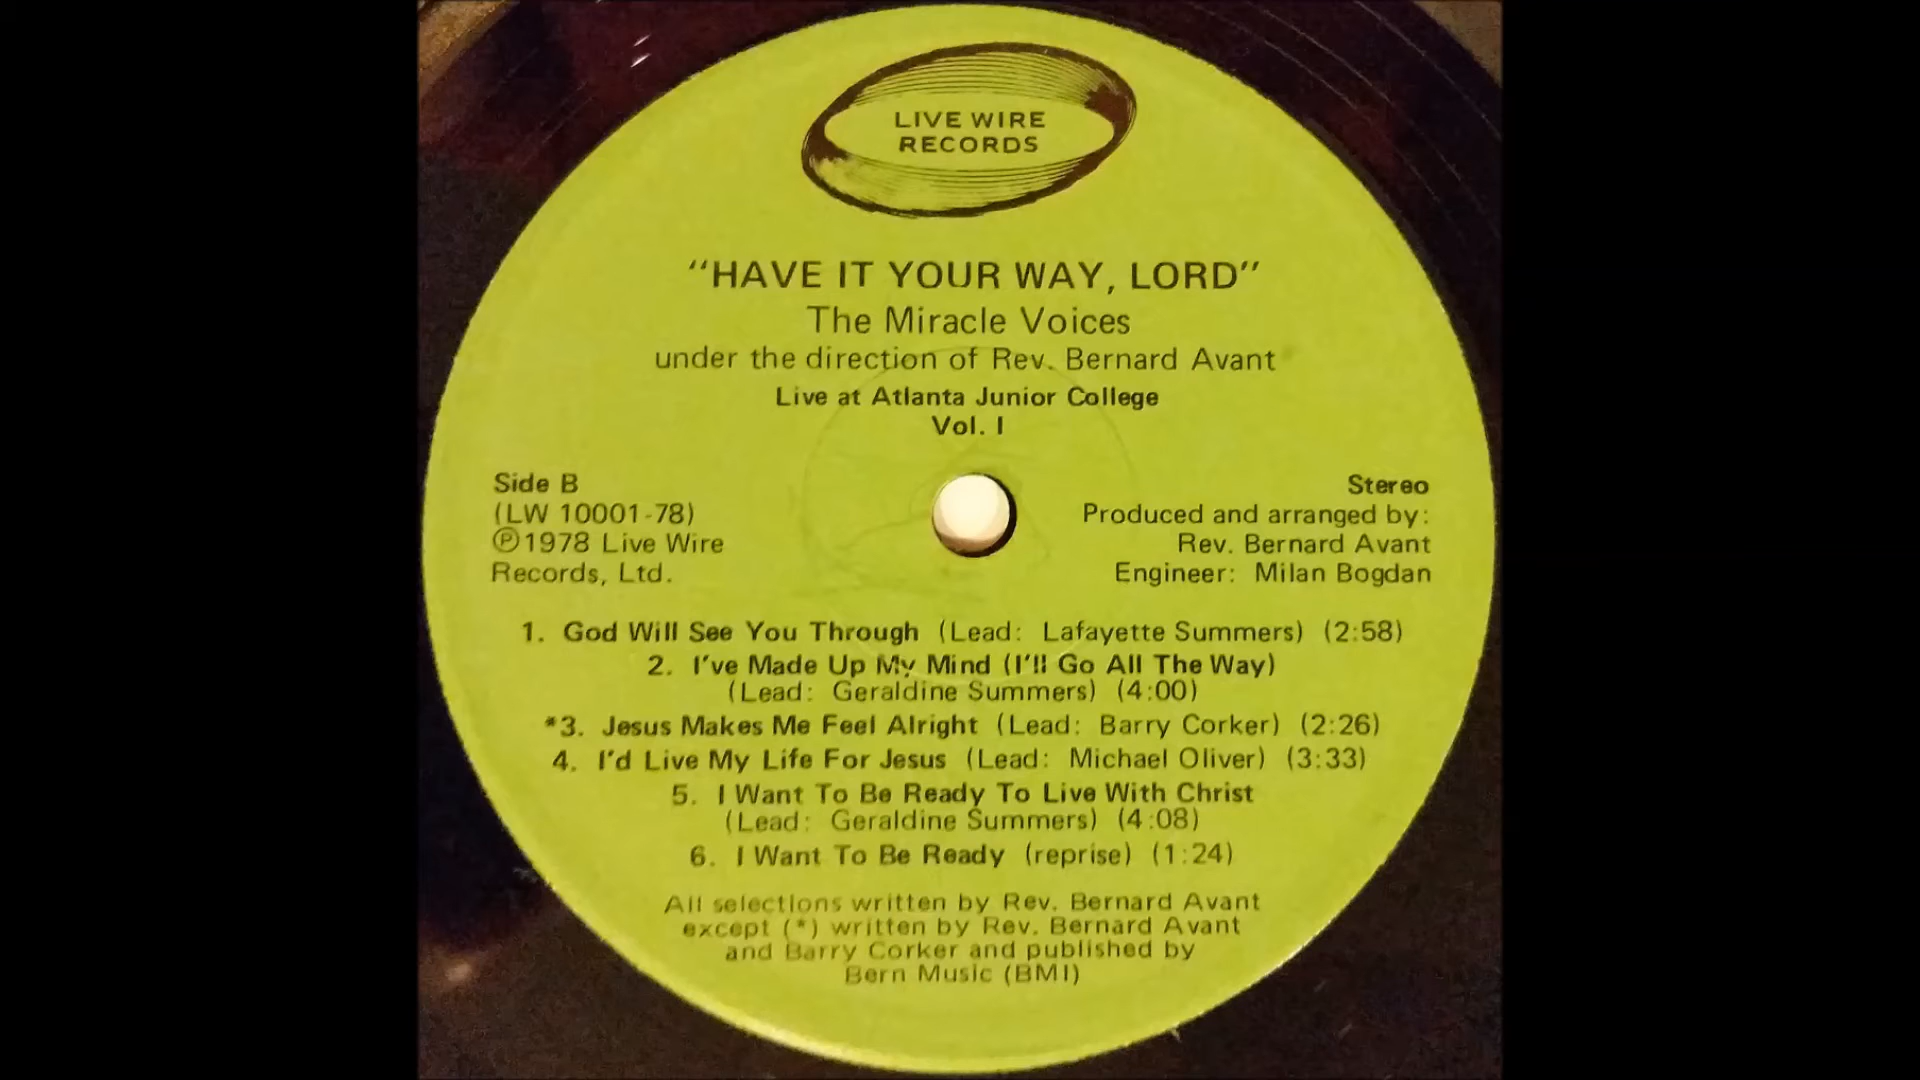 LIVE WIRE
RECORDS
"HAVE IT YOUR WAY, LORD"
The Miracle Voices
under the direction of Rev. Bernard Avant
Live at Atlanta Junior College
Vol. I
Side B
(LW 10001-78)
Ⓟ1978 Live Wire
Records, Ltd.
Stereo
Produced and arranged by:
Rev. Bernard Avant
Engineer: Milan Bogdan
1. God Will See You Through (Lead: Lafayette Summers) (2:58)
2. I've Made Up My Mind (I'll Go All The Way)
(Lead: Geraldine Summers) (4:00)
*3. Jesus Makes Me Feel Alright (Lead: Barry Corker) (2:26)
4. I'd Live My Life For Jesus (Lead: Michael Oliver) (3:33)
5. I Want To Be Ready To Live With Christ
(Lead: Geraldine Summers) (4:08)
6. I Want To Be Ready (reprise) (1:24)
All selections written by Rev. Bernard Avant
except (*) written by Rev. Bernard Avant
and Barry Corker and published by
Bern Music (BMI)